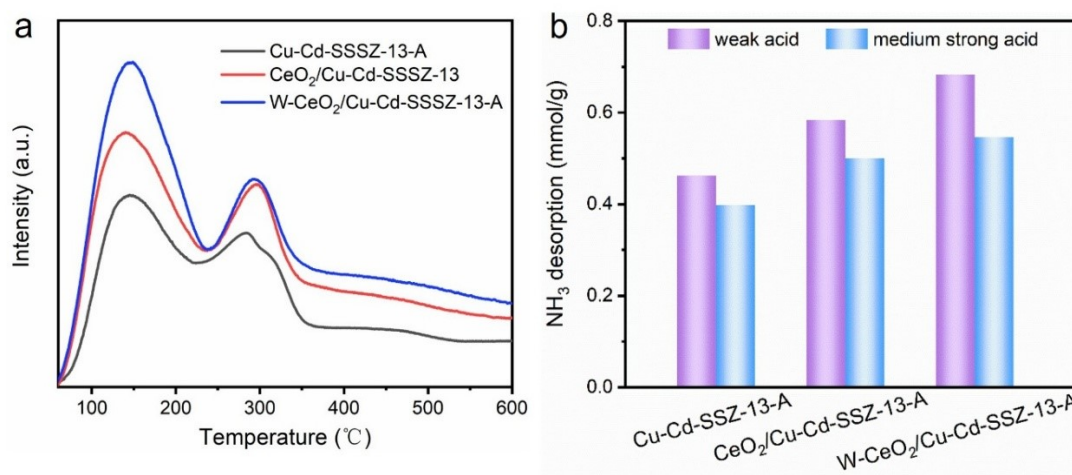 a
Cu-Cd-SSSZ-13-A
CeO₂/Cu-Cd-SSSZ-13
W-CeO₂/Cu-Cd-SSSZ-13-A
Intensity (a.u.)
100 200 300 400 500 600
Temperature (℃)
b
weak acid medium strong acid
NH₃ desorption (mmol/g)
0.8
0.6
0.4
0.2
0.0
Cu-Cd-SSZ-13-A
CeO₂/Cu-Cd-SSZ-13-A
W-CeO₂/Cu-Cd-SSZ-13-A